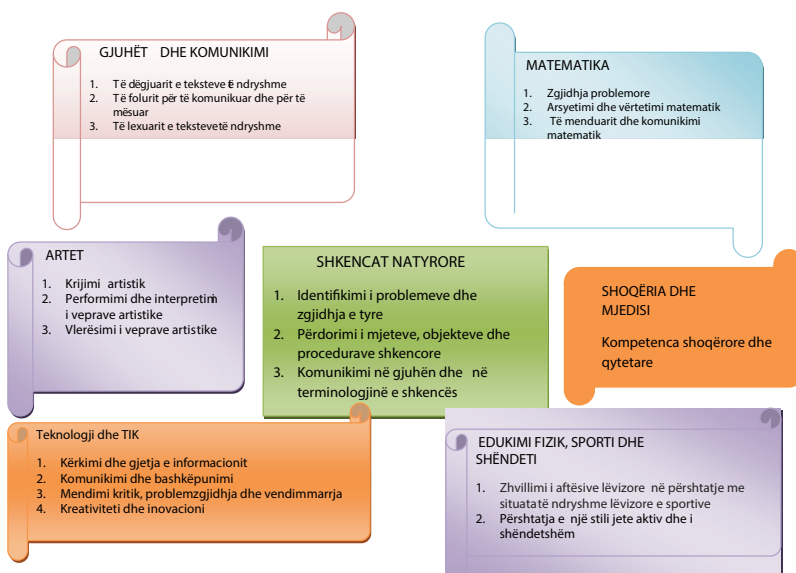 GJUHËT DHE KOMUNIKIMI
1. Të dëgjuarit e teksteve të ndryshme
2. Të folurit për të komunikuar dhe për të
mësuar
3. Të lexuarit e tekstevetë ndryshme
MATEMATIKA
1. Zgjidhja problemore
2. Arsyetimi dhe vërtetimi matematik
3. Të menduarit dhe komunikimi
matematik
ARTET
1. Krijimi artistik
2. Performimi dhe interpretimi
i veprave artistike
3. Vlerësimi i veprave artistike
SHKENCAT NATYRORE
1. Identifikimi i problemeve dhe
zgjidhja e tyre
2. Përdorimi i mjeteve, objekteve dhe
procedurave shkencore
3. Komunikimi në gjuhën dhe në
terminologjinë e shkencës
SHOQËRIA DHE
MJEDISI
Kompetenca shoqërore dhe
qytetare
Teknologji dhe TIK
1. Kërkimi dhe gjetja e informacionit
2. Komunikimi dhe bashkëpunimi
3. Mendimi kritik, problemzgjidhja dhe vendimmarrja
4. Kreativiteti dhe inovacioni
EDUKIMI FIZIK, SPORTI DHE
SHËNDETI
1. Zhvillimi i aftësive lëvizore në përshtatje me
situatatë ndryshme lëvizore e sportive
2. Përshtatja e një stili jete aktiv dhe i
shëndetshëm